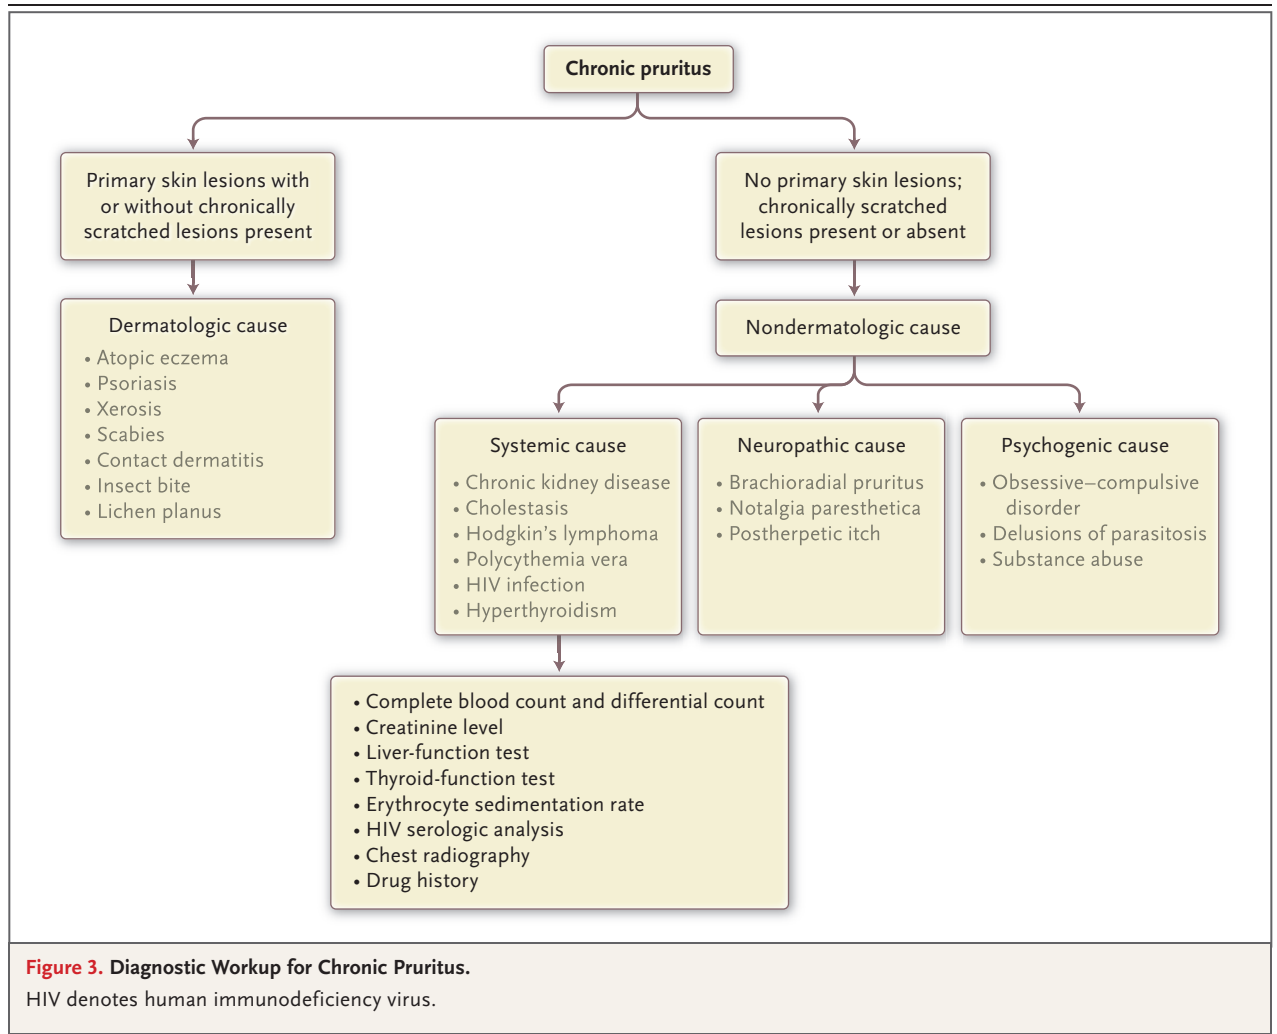 Chronic pruritus
Primary skin lesions with
or without chronically
scratched lesions present
No primary skin lesions;
chronically scratched
lesions present or absent
Dermatologic cause
• Atopic eczema
• Psoriasis
• Xerosis
• Scabies
• Contact dermatitis
• Insect bite
• Lichen planus
Nondermatologic cause
Systemic cause
• Chronic kidney disease
• Cholestasis
• Hodgkin’s lymphoma
• Polycythemia vera
• HIV infection
• Hyperthyroidism
Neuropathic cause
• Brachioradial pruritus
• Notalgia paresthetica
• Postherpetic itch
Psychogenic cause
• Obsessive–compulsive
disorder
• Delusions of parasitosis
• Substance abuse
• Complete blood count and differential count
• Creatinine level
• Liver-function test
• Thyroid-function test
• Erythrocyte sedimentation rate
• HIV serologic analysis
• Chest radiography
• Drug history
Figure 3. Diagnostic Workup for Chronic Pruritus.
HIV denotes human immunodeficiency virus.